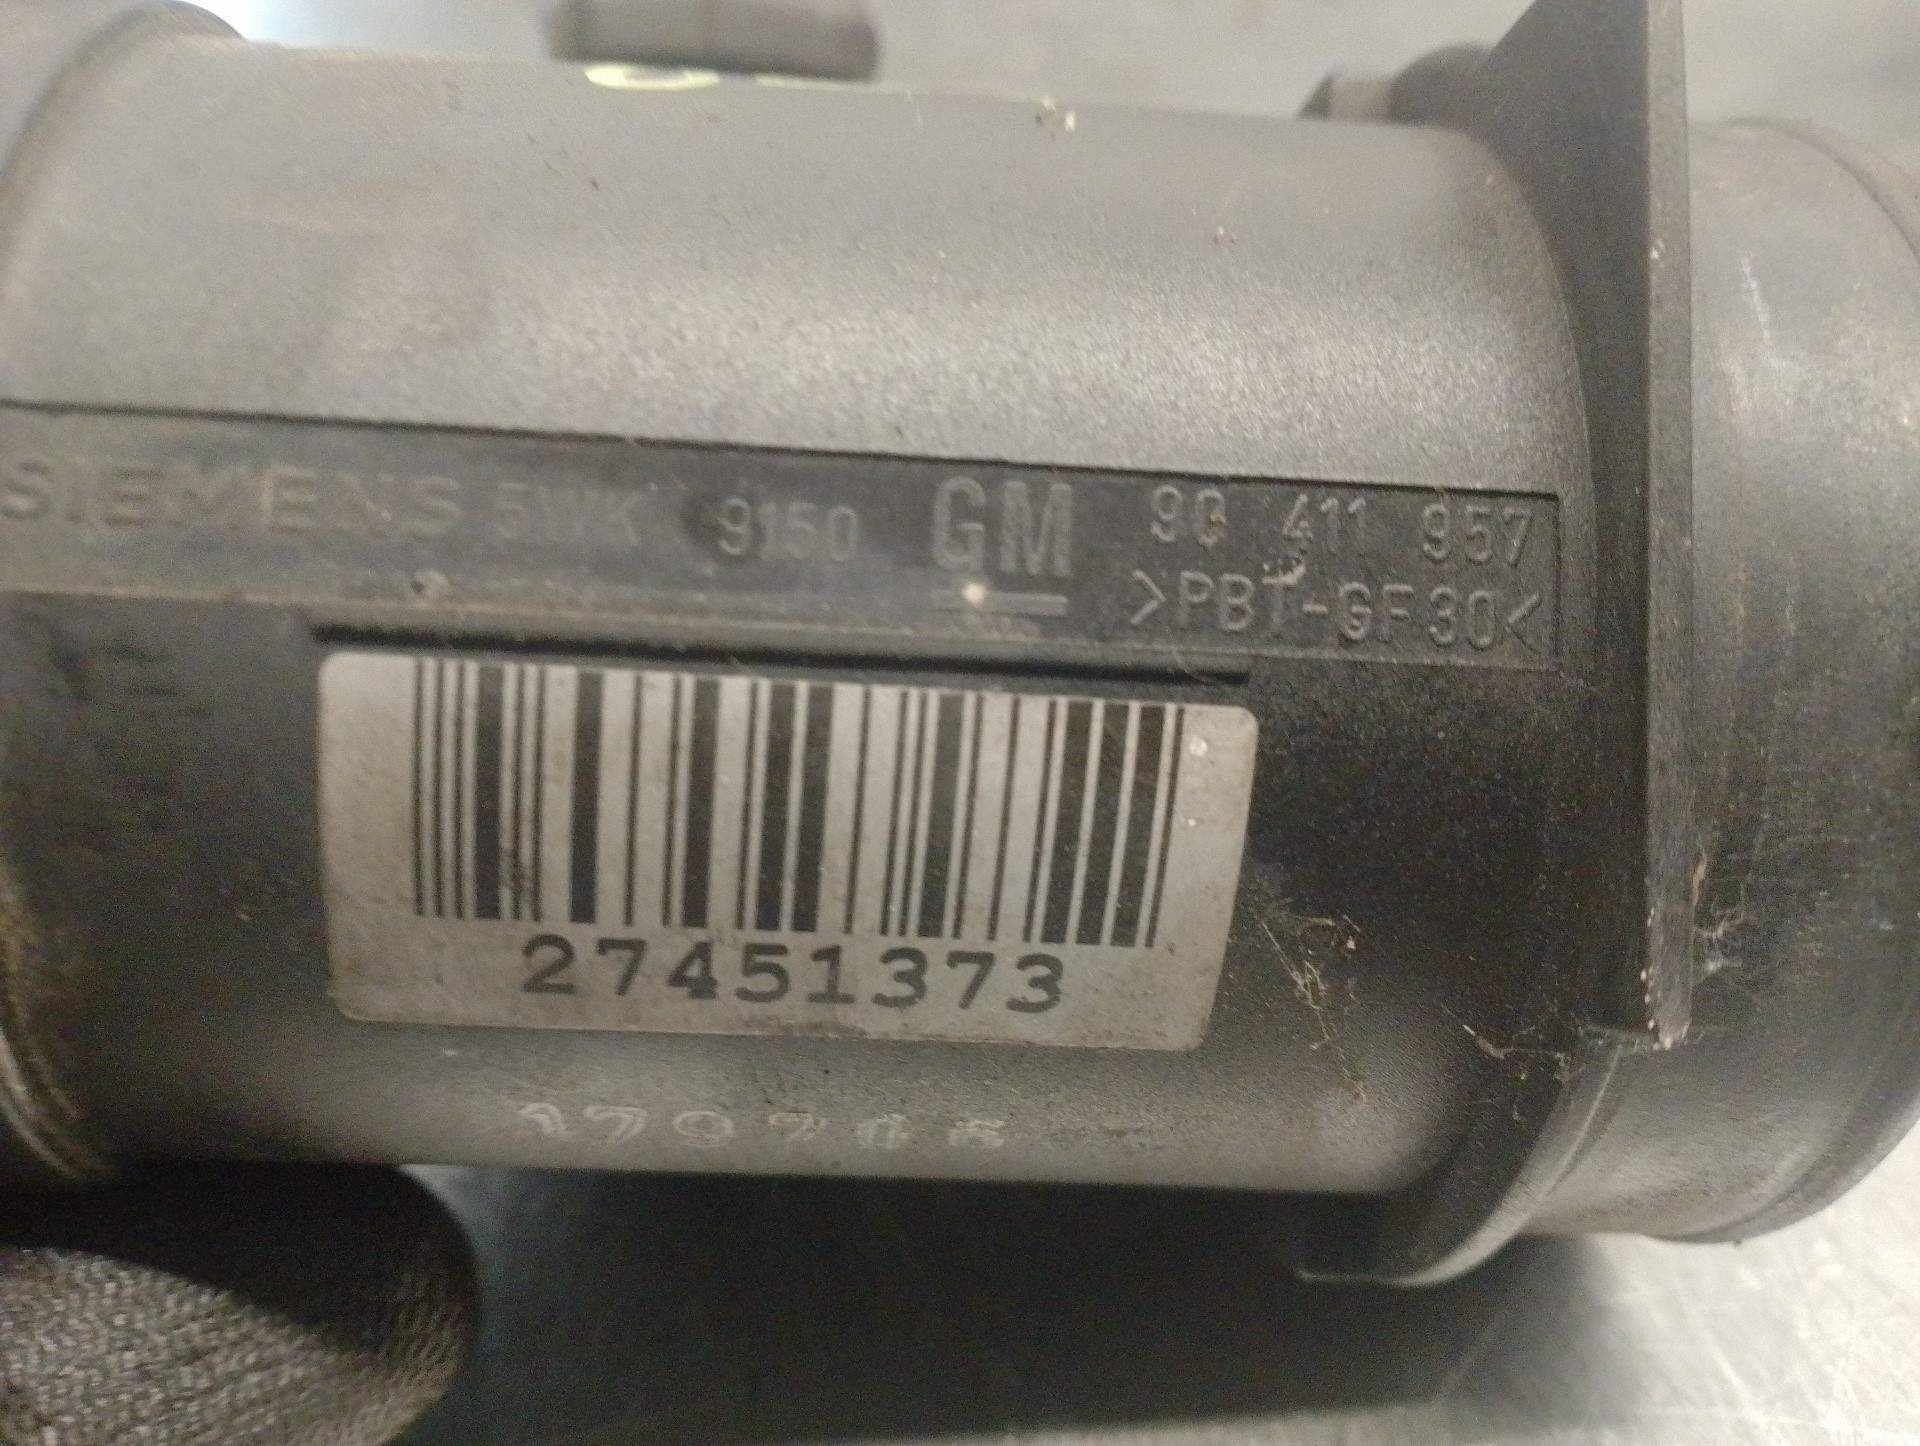 SIEMENS 5WK 9150 GM 90 411 957
>PBT-GF30<
27451373